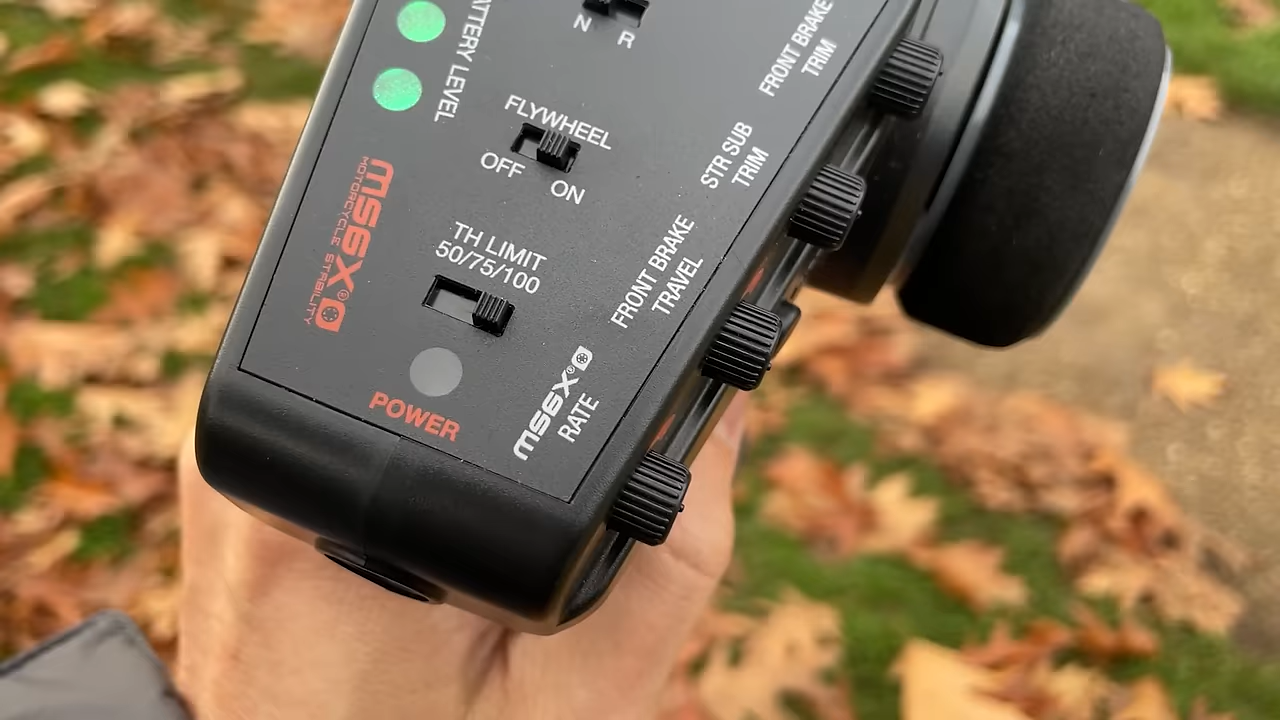 N
R
FRONT BRAKE
TRIM
BATTERY LEVEL
FLYWHEEL
OFF
ON
STR SUB
TRIM
MS6X
MOTORCYCLE STABILITY
TH LIMIT
50/75/100
FRONT BRAKE
TRAVEL
POWER
MS6X
RATE